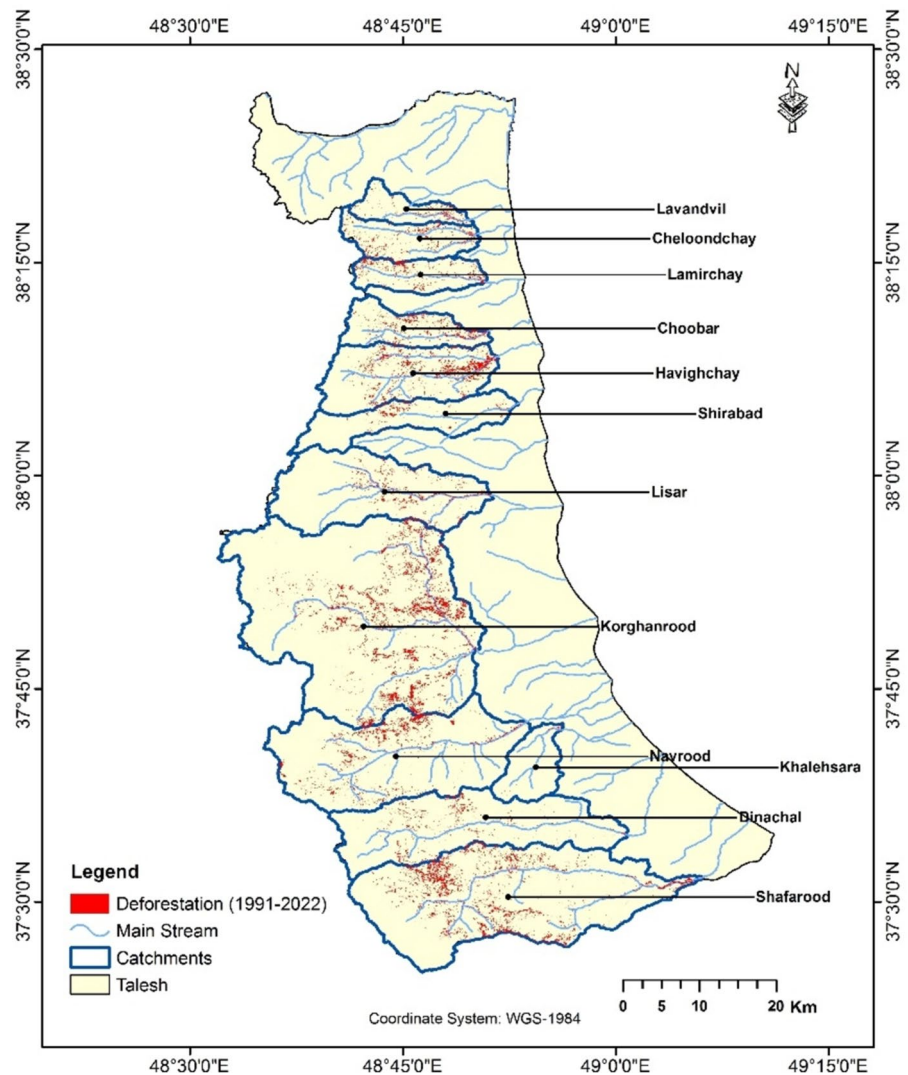 48°30'0"E 48°45'0"E 49°0'0"E 49°15'0"E
38°30'0"N 38°30'0"N
N
Lavandvil
Cheloondchay
38°15'0"N 38°15'0"N
Lamirchay
Choobar
Havighchay
Shirabad
38°0'0"N 38°0'0"N
Lisar
Korghanrood
37°45'0"N 37°45'0"N
Navrood
Khalehsara
Dinachal
Legend
Shafarood
Deforestation (1991-2022)
37°30'0"N 37°30'0"N
Main Stream
Catchments
Talesh
0 5 10 20 Km
Coordinate System: WGS-1984
48°30'0"E 48°45'0"E 49°0'0"E 49°15'0"E